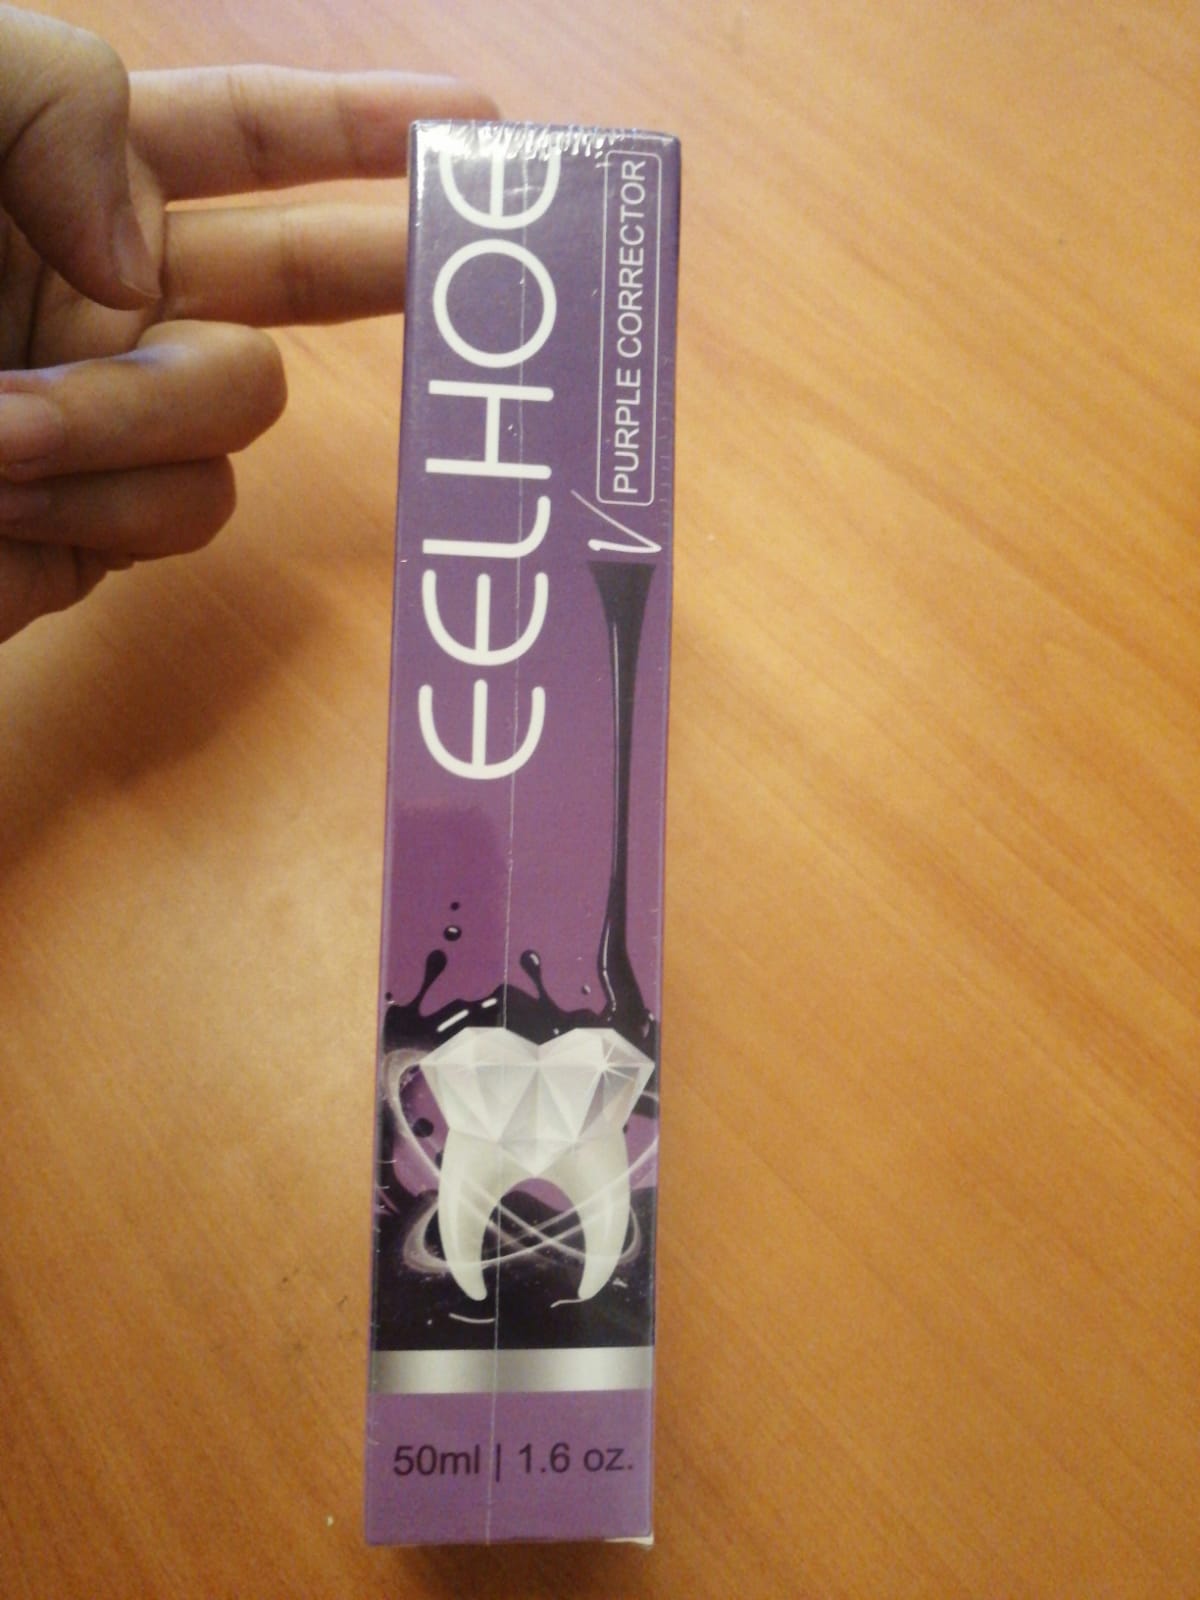 EELHOE
V PURPLE CORRECTOR
50ml | 1.6 oz.